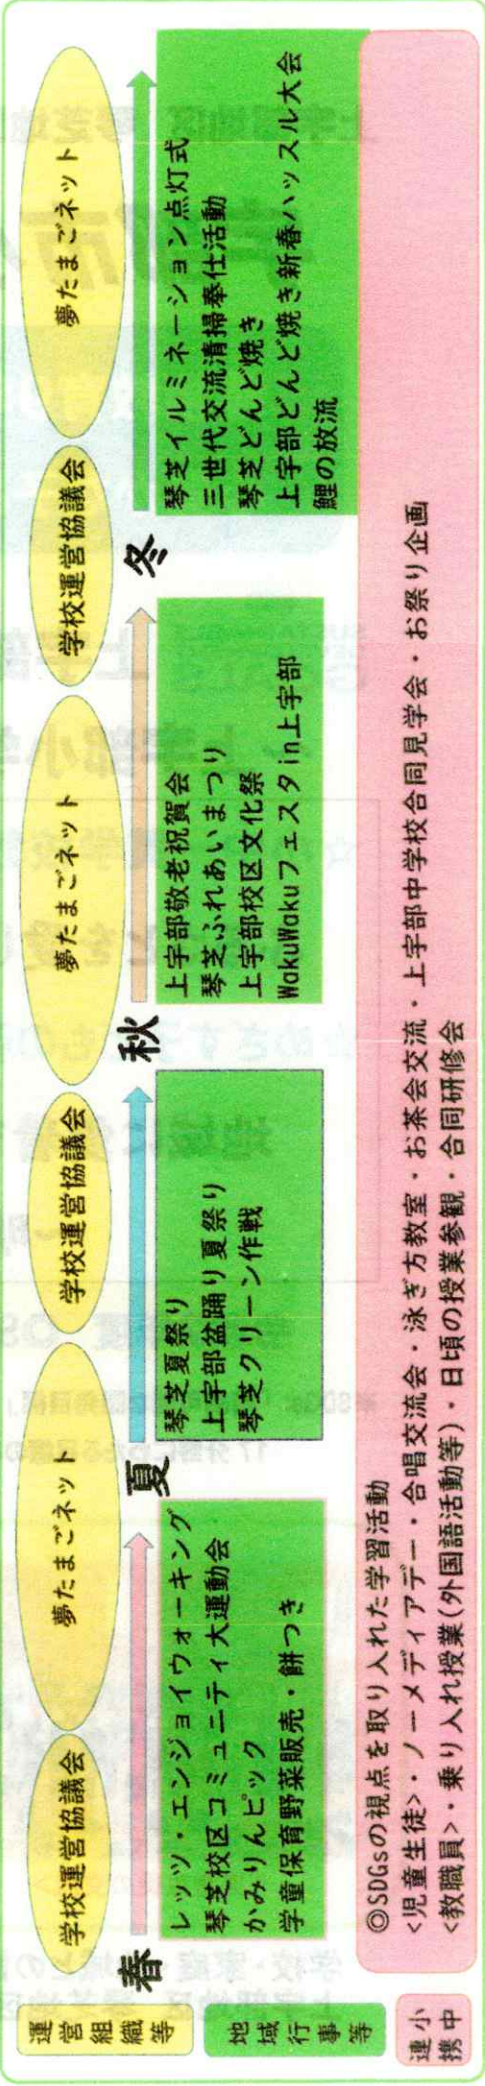 運営組織等
学校運営協議会
夢たまごネット
学校運営協議会
夢たまごネット
学校運営協議会
夢たまごネット
地域行事等
春
レッツ・エンジョイウォーキング
琴芝校区コミュニティ大運動会
かみりんピック
学童保育野菜販売・餅つき
夏
琴芝夏祭り
上宇部盆踊り夏祭り
琴芝クリーン作戦
秋
上宇部敬老祝賀会
琴芝ふれあいまつり
上宇部校区文化祭
WakuWakuフェスタin上宇部
冬
琴芝イルミネーション点灯式
三世代交流清掃奉仕活動
琴芝どんど焼き
上宇部どんど焼き新春ハッスル大会
鯉の放流
小中
連携
◎SDGsの視点を取り入れた学習活動
<児童生徒>・ノーメディアデー・合唱交流会・泳ぎ方教室・お茶会交流・上宇部中学校合同見学会・お祭り企画
<教職員>・乗り入れ授業(外国語活動等)・日頃の授業参観・合同研修会